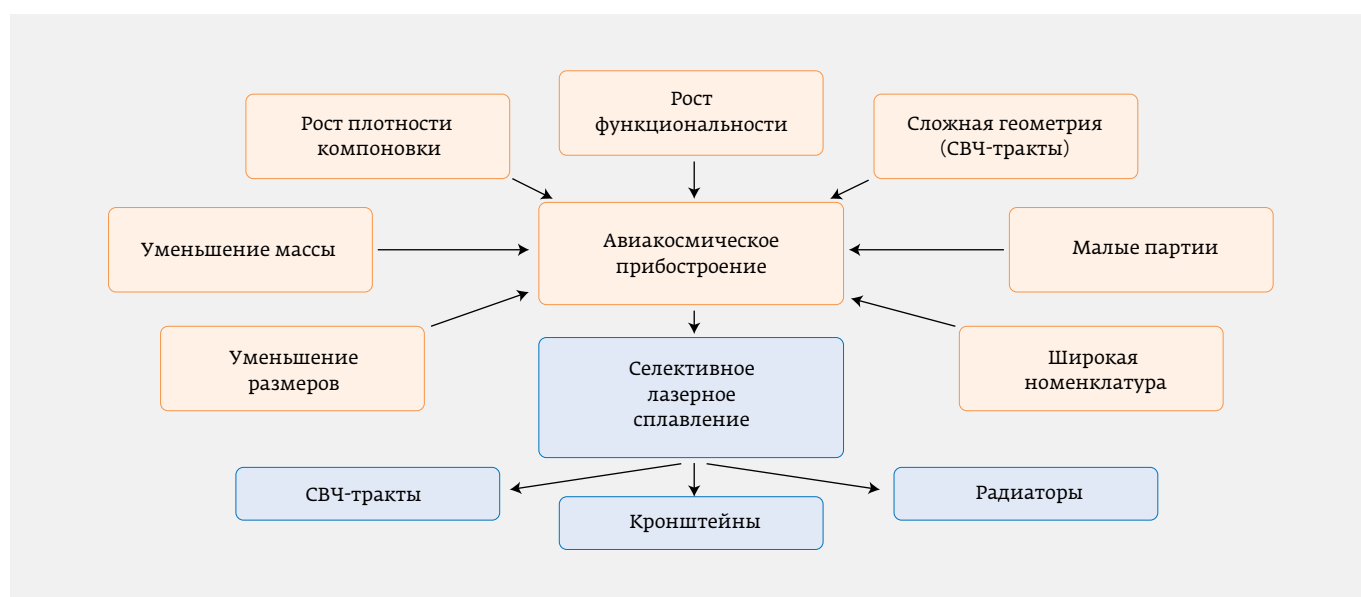 Рост
функциональности
Рост плотности
компоновки
Сложная геометрия
(СВЧ-тракты)
Уменьшение массы
Авиакосмическое
прибостроение
Малые партии
Уменьшение
размеров
Селективное
лазерное
сплавление
Широкая
номенклатура
СВЧ-тракты
Кронштейны
Радиаторы